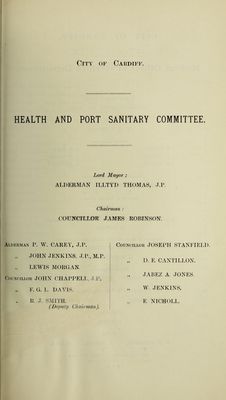 CITY OF CARDIFF.
HEALTH AND PORT SANITARY COMMITTEE.
Lord Mayor :
ALDERMAN ILLTYD THOMAS, J.P.
Chairman :
COUNCILLOR JAMES ROBINSON.
ALDERMAN P. W. CAREY, J.P.
„ JOHN JENKINS, J.P., M.P.
„ LEWIS MORGAN.
COUNCILLOR JOHN CHAPPELL, J.P.
„ F. G. L. DAVIS.
„ B. J. SMITH.
(Deputy Chairman).
COUNCILLOR JOSEPH STANFIELD.
„ D. E. CANTILLON.
„ JABEZ A. JONES.
„ W. JENKINS.
„ E. NICHOLL.